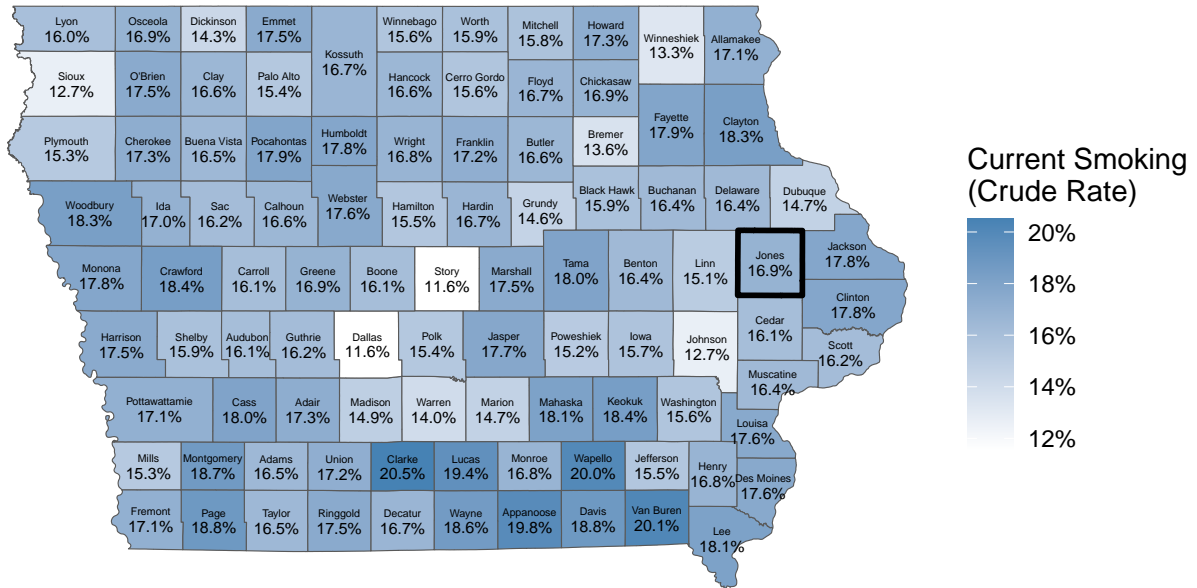 Lyon
16.0%
Osceola
16.9%
Dickinson
14.3%
Emmet
17.5%
Kossuth
16.7%
Winnebago
15.6%
Worth
15.9%
Mitchell
15.8%
Howard
17.3%
Winneshiek
13.3%
Allamakee
17.1%
Sioux
12.7%
O'Brien
17.5%
Clay
16.6%
Palo Alto
15.4%
Hancock
16.6%
Cerro Gordo
15.6%
Floyd
16.7%
Chickasaw
16.9%
Fayette
17.9%
Clayton
18.3%
Plymouth
15.3%
Cherokee
17.3%
Buena Vista
16.5%
Pocahontas
17.9%
Humboldt
17.8%
Wright
16.8%
Franklin
17.2%
Butler
16.6%
Bremer
13.6%
Woodbury
18.3%
Ida
17.0%
Sac
16.2%
Calhoun
16.6%
Webster
17.6%
Hamilton
15.5%
Hardin
16.7%
Grundy
14.6%
Black Hawk
15.9%
Buchanan
16.4%
Delaware
16.4%
Dubuque
14.7%
Monona
17.8%
Crawford
18.4%
Carroll
16.1%
Greene
16.9%
Boone
16.1%
Story
11.6%
Marshall
17.5%
Tama
18.0%
Benton
16.4%
Linn
15.1%
Jones
16.9%
Jackson
17.8%
Clinton
17.8%
Harrison
17.5%
Shelby
15.9%
Audubon
16.1%
Guthrie
16.2%
Dallas
11.6%
Polk
15.4%
Jasper
17.7%
Poweshiek
15.2%
Iowa
15.7%
Johnson
12.7%
Cedar
16.1%
Scott
16.2%
Muscatine
16.4%
Pottawattamie
17.1%
Cass
18.0%
Adair
17.3%
Madison
14.9%
Warren
14.0%
Marion
14.7%
Mahaska
18.1%
Keokuk
18.4%
Washington
15.6%
Louisa
17.6%
Mills
15.3%
Montgomery
18.7%
Adams
16.5%
Union
17.2%
Clarke
20.5%
Lucas
19.4%
Monroe
16.8%
Wapello
20.0%
Jefferson
15.5%
Henry
16.8%
Des Moines
17.6%
Fremont
17.1%
Page
18.8%
Taylor
16.5%
Ringgold
17.5%
Decatur
16.7%
Wayne
18.6%
Appanoose
19.8%
Davis
18.8%
Van Buren
20.1%
Lee
18.1%
Current Smoking
(Crude Rate)
20%
18%
16%
14%
12%